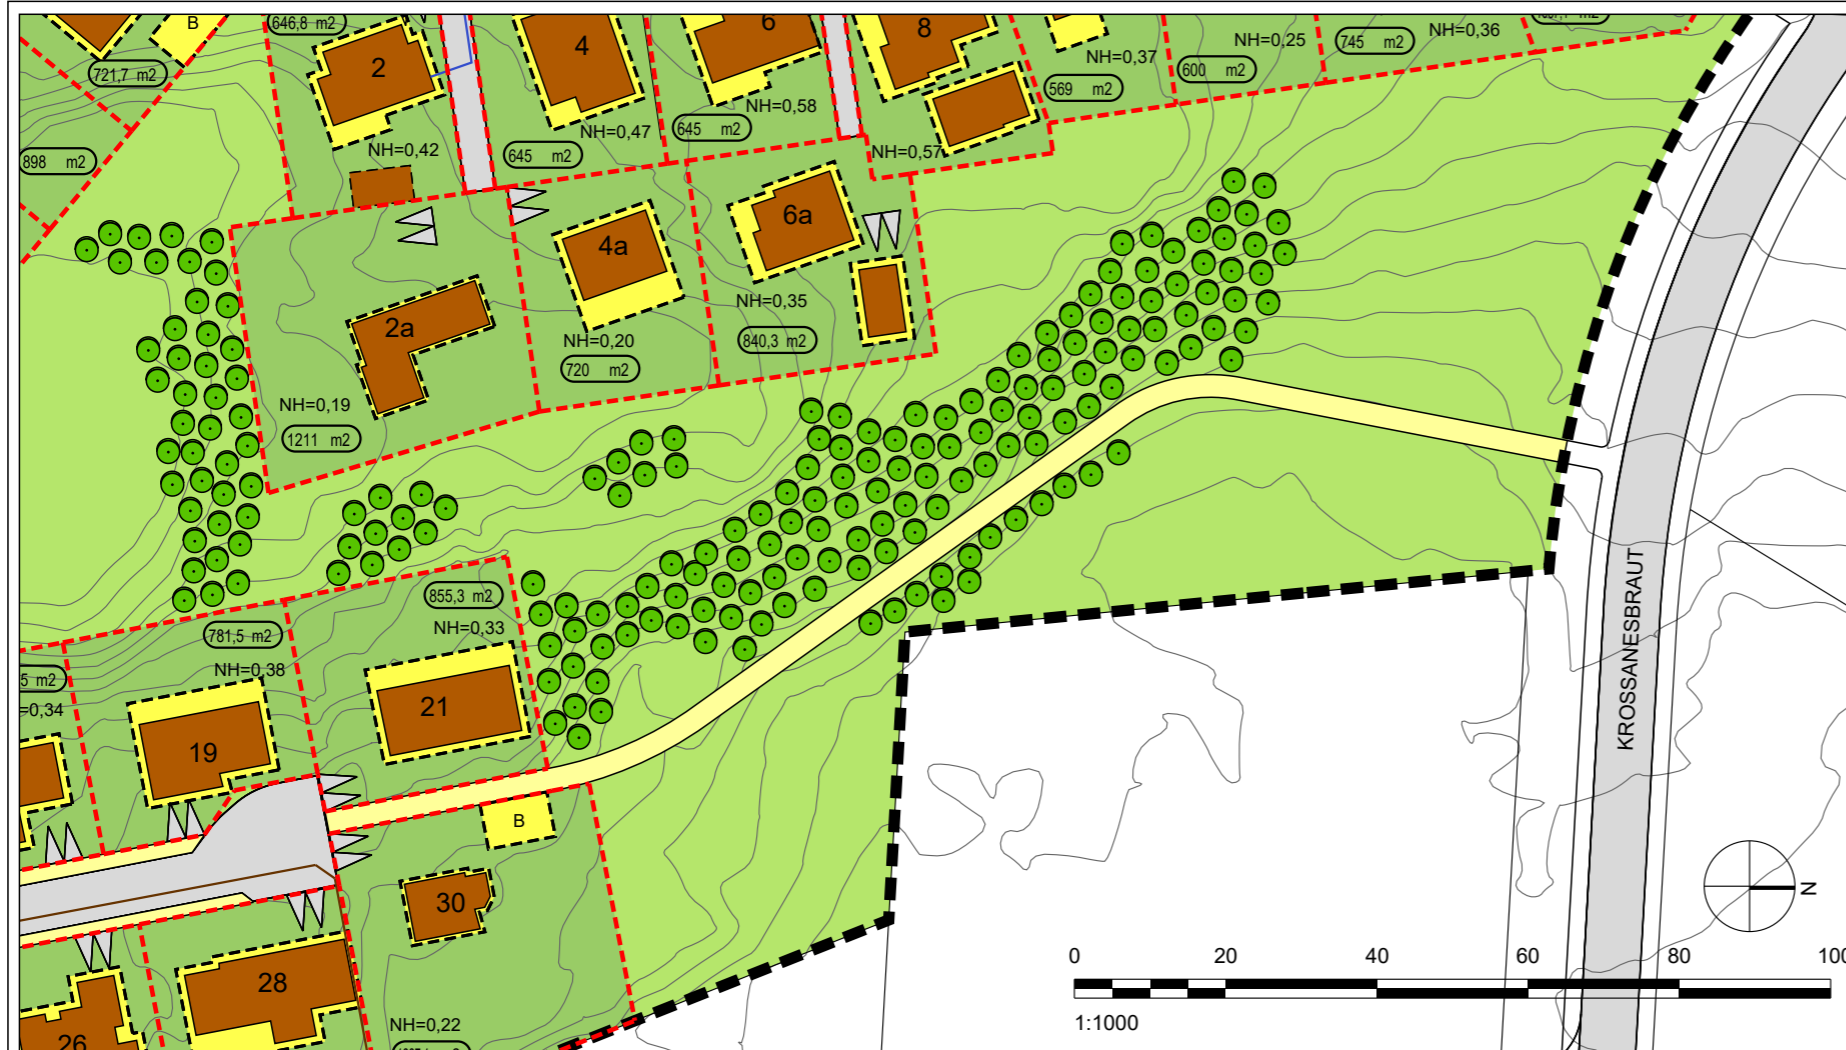 B
646,8 m2
2
4
6
8
NH=0,36
NH=0,25
745 m2
NH=0,37
600 m2
721,7 m2
569 m2
NH=0,58
NH=0,47
645 m2
645 m2
NH=0,42
NH=0,57
898 m2
6a
4a
NH=0,35
2a
NH=0,20
840,3 m2
720 m2
NH=0,19
1211 m2
855,3 m2
NH=0,33
781,5 m2
NH=0,38
5 m2
=0,34
21
19
KROSSANESBRAUT
B
30
N
28
26
NH=0,22
0 20 40 60 80 100
1:1000